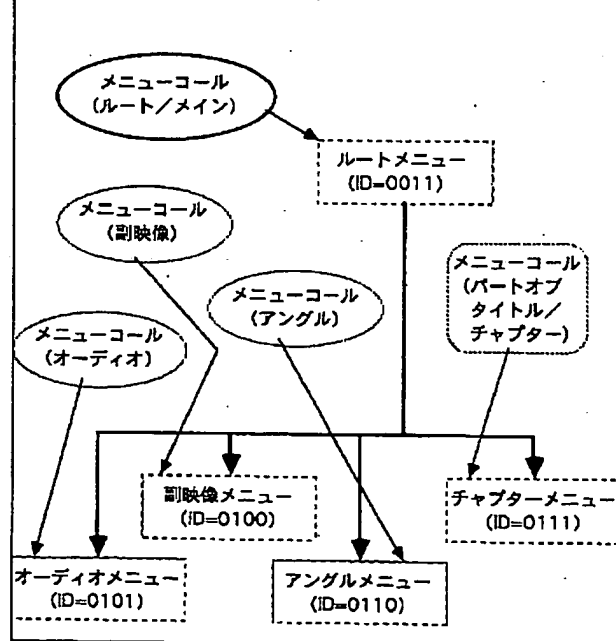 メニューコール
(ルート/メイン)
ルートメニュー
(ID=0011)
メニューコール
(副映像)
メニューコール
(アングル)
メニューコール
(パートオブ
タイトル/
チャプター)
メニューコール
(オーディオ)
副映像メニュー
(ID=0100)
チャプターメニュー
(ID=0111)
オーディオメニュー
(ID=0101)
アングルメニュー
(ID=0110)